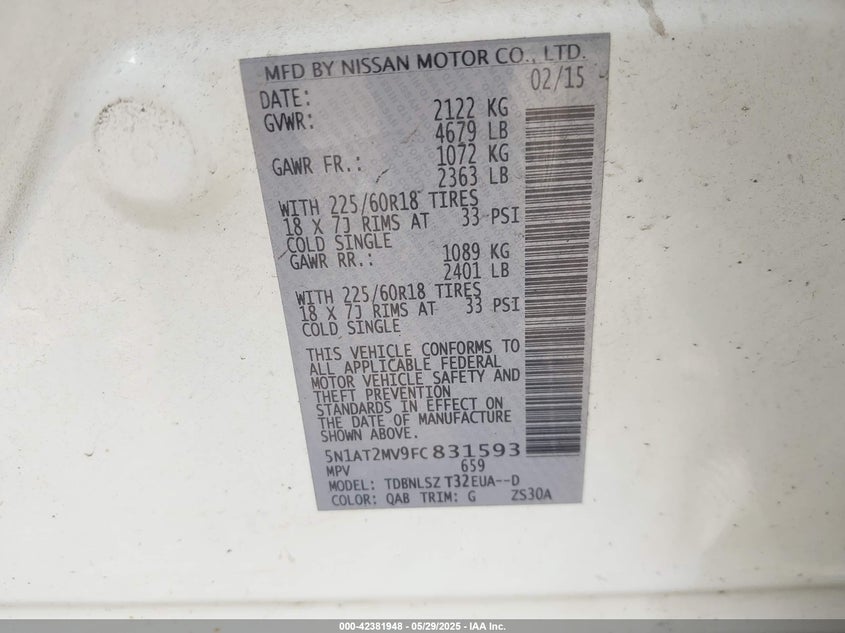 MFD BY NISSAN MOTOR CO., LTD.
DATE: 02/15
GVWR: 2122 KG
4679 LB
GAWR FR.: 1072 KG
2363 LB
WITH 225/60R18 TIRES
18 X 7J RIMS AT 33 PSI
COLD SINGLE
GAWR RR.: 1089 KG
2401 LB
WITH 225/60R18 TIRES
18 X 7J RIMS AT 33 PSI
COLD SINGLE
THIS VEHICLE CONFORMS TO
ALL APPLICABLE FEDERAL
MOTOR VEHICLE SAFETY AND
THEFT PREVENTION
STANDARDS IN EFFECT ON
THE DATE OF MANUFACTURE
SHOWN ABOVE.
5N1AT2MV9FC831593
MPV 659
MODEL: TDBNLSZ T32EUA--D
COLOR: QAB TRIM: G ZS30A
000-42381948 - 05/29/2025 - IAA Inc.